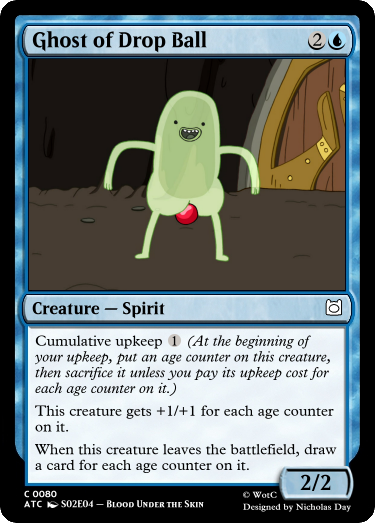 Ghost of Drop Ball 2
Creature — Spirit
Cumulative upkeep 1 (At the beginning of
your upkeep, put an age counter on this creature,
then sacrifice it unless you pay its upkeep cost for
each age counter on it.)
This creature gets +1/+1 for each age counter
on it.
When this creature leaves the battlefield, draw
a card for each age counter on it.
2/2
C 0080
ATC S02E04 – Blood Under the Skin
© WotC
Designed by Nicholas Day